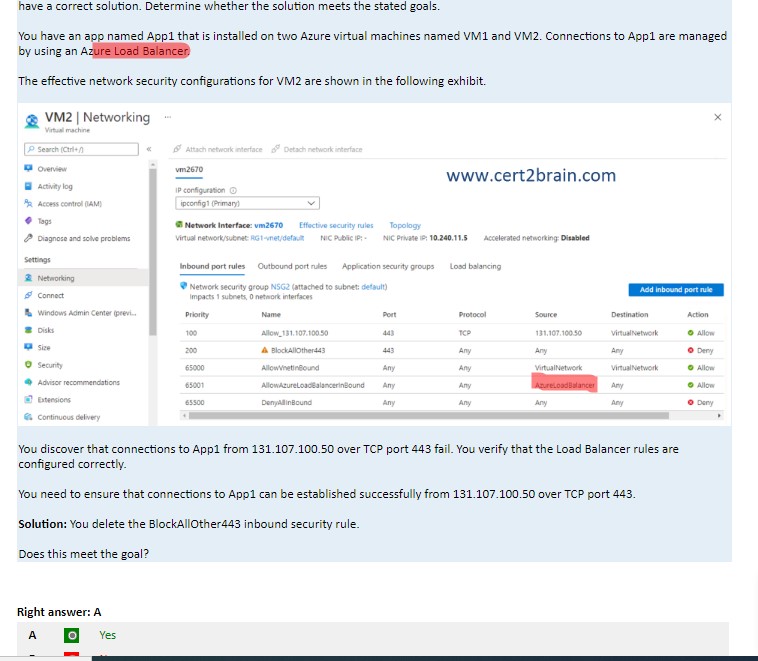 have a correct solution. Determine whether the solution meets the stated goals.
You have an app named App1 that is installed on two Azure virtual machines named VM1 and VM2. Connections to App1 are managed
by using an Azure Load Balancer.
The effective network security configurations for VM2 are shown in the following exhibit.
VM2 | Networking ...
Virtual machine
Search (Ctrl+/)
«
Attach network interface Detach network interface
Overview
Activity log
Access control (IAM)
Tags
Diagnose and solve problems
Settings
Networking
Connect
Windows Admin Center (previ...
Disks
Size
Security
Advisor recommendations
Extensions
Continuous delivery
vm2670
www.cert2brain.com
IP configuration
ipconfig1 (Primary)
Network Interface: vm2670 Effective security rules Topology
Virtual network/subnet: RG1-vnet/default NIC Public IP: - NIC Private IP: 10.240.11.5 Accelerated networking: Disabled
Inbound port rules Outbound port rules Application security groups Load balancing
Network security group NSG2 (attached to subnet: default)
Impacts 1 subnets, 0 network interfaces
Add inbound port rule
Priority Name Port Protocol Source Destination Action
100 Allow_131.107.100.50 443 TCP 131.107.100.50 VirtualNetwork Allow
200 BlockAllOther443 443 Any Any Any Deny
65000 AllowVnetInBound Any Any VirtualNetwork VirtualNetwork Allow
65001 AllowAzureLoadBalancerInBound Any Any AzureLoadBalancer Any Allow
65500 DenyAllInBound Any Any Any Any Deny
You discover that connections to App1 from 131.107.100.50 over TCP port 443 fail. You verify that the Load Balancer rules are
configured correctly.
You need to ensure that connections to App1 can be established successfully from 131.107.100.50 over TCP port 443.
Solution: You delete the BlockAllOther443 inbound security rule.
Does this meet the goal?
Right answer: A
A Yes